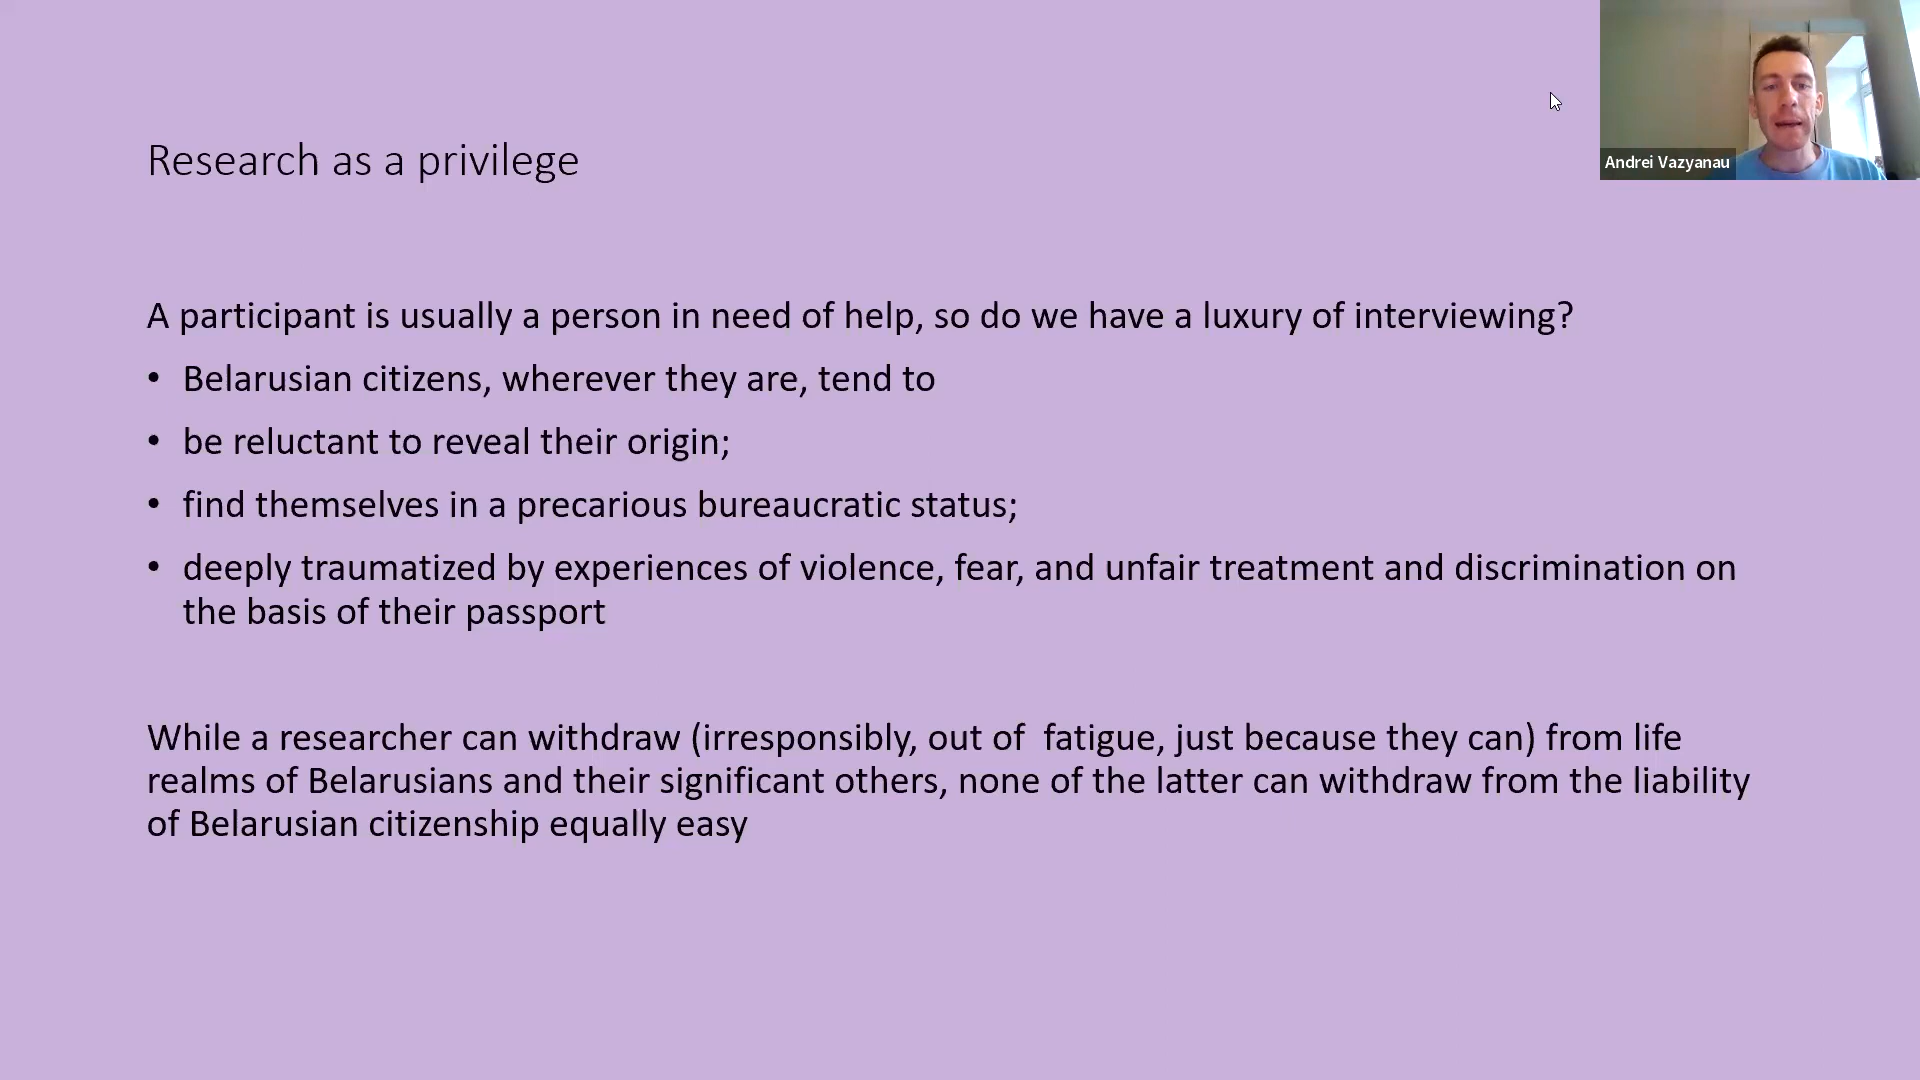 Andrei Vazyanau
Research as a privilege
A participant is usually a person in need of help, so do we have a luxury of interviewing?
• Belarusian citizens, wherever they are, tend to
• be reluctant to reveal their origin;
• find themselves in a precarious bureaucratic status;
• deeply traumatized by experiences of violence, fear, and unfair treatment and discrimination on
the basis of their passport
While a researcher can withdraw (irresponsibly, out of  fatigue, just because they can) from life
realms of Belarusians and their significant others, none of the latter can withdraw from the liability
of Belarusian citizenship equally easy